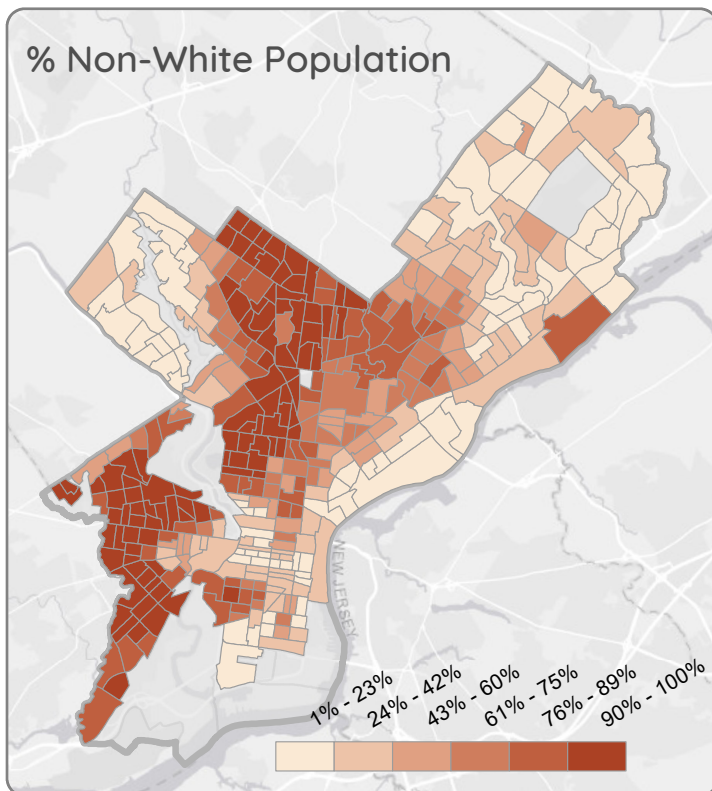 % Non-White Population
NEW JERSEY
1% - 23%
24% - 42%
43% - 60%
61% - 75%
76% - 89%
90% - 100%